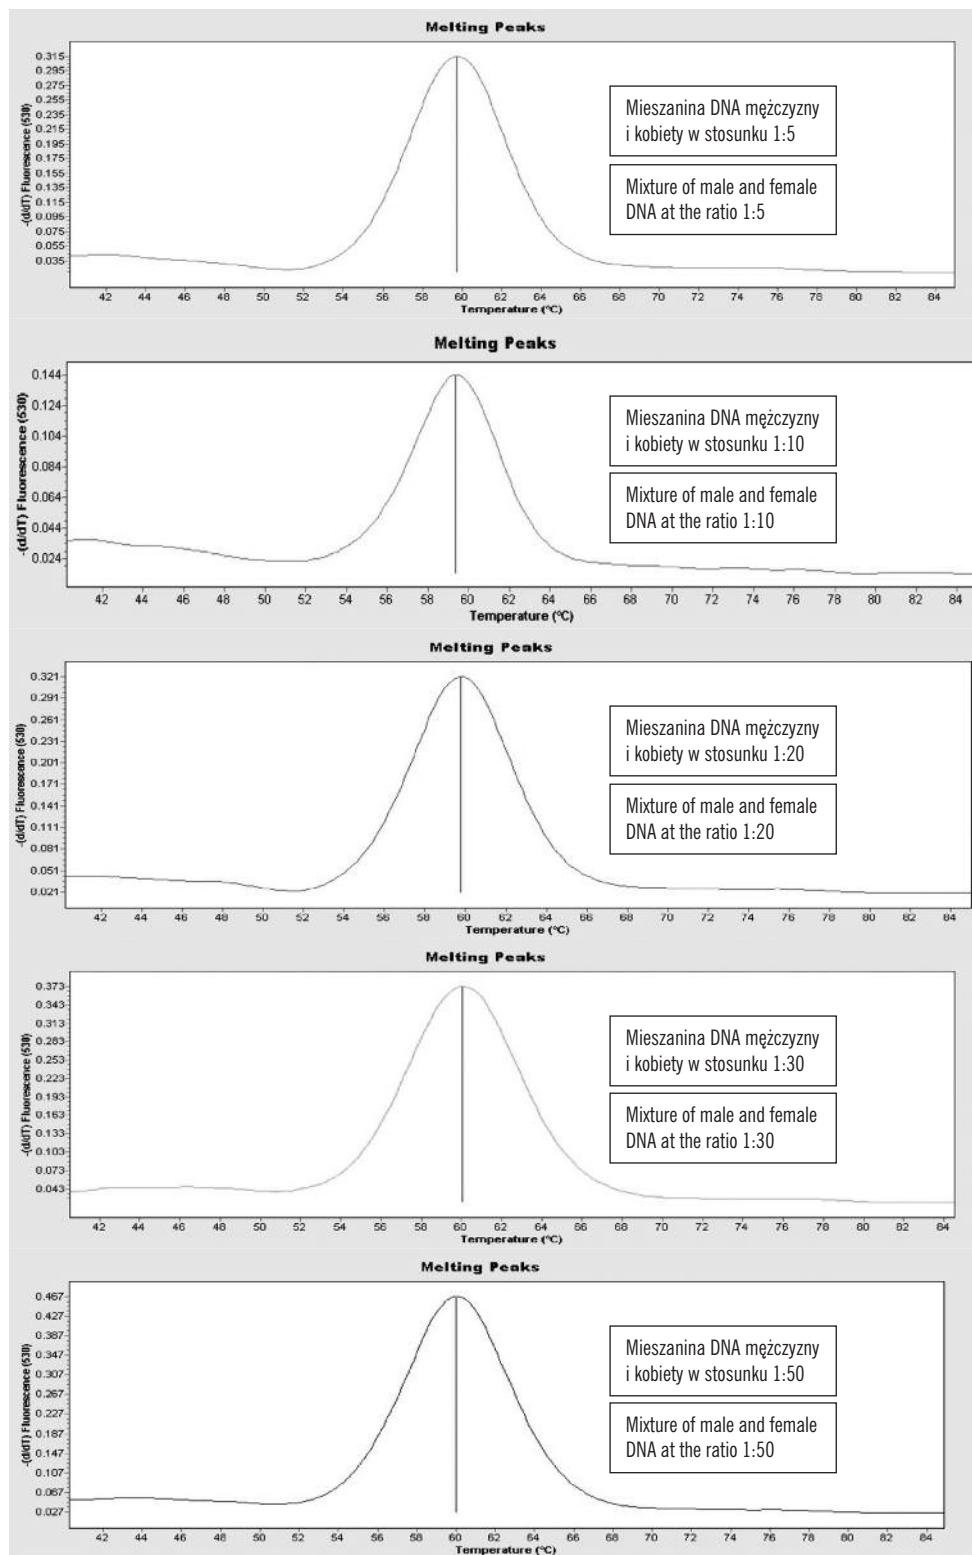 Melting Peaks
-(d/dT) Fluorescence (530)
0.315
0.295
0.275
0.255
0.235
0.215
0.195
0.175
0.155
0.135
0.115
0.095
0.075
0.055
0.035
Mieszanina DNA mężczyzny
i kobiety w stosunku 1:5
Mixture of male and female
DNA at the ratio 1:5
42 44 46 48 50 52 54 56 58 60 62 64 66 68 70 72 74 76 78 80 82 84
Temperature (ºC)
Melting Peaks
-(d/dT) Fluorescence (530)
0.144
0.124
0.104
0.084
0.064
0.044
0.024
Mieszanina DNA mężczyzny
i kobiety w stosunku 1:10
Mixture of male and female
DNA at the ratio 1:10
42 44 46 48 50 52 54 56 58 60 62 64 66 68 70 72 74 76 78 80 82 84
Temperature (ºC)
Melting Peaks
-(d/dT) Fluorescence (530)
0.321
0.291
0.261
0.231
0.201
0.171
0.141
0.111
0.081
0.051
0.021
Mieszanina DNA mężczyzny
i kobiety w stosunku 1:20
Mixture of male and female
DNA at the ratio 1:20
42 44 46 48 50 52 54 56 58 60 62 64 66 68 70 72 74 76 78 80 82 84
Temperature (ºC)
Melting Peaks
-(d/dT) Fluorescence (530)
0.373
0.343
0.313
0.283
0.253
0.223
0.193
0.163
0.133
0.103
0.073
0.043
Mieszanina DNA mężczyzny
i kobiety w stosunku 1:30
Mixture of male and female
DNA at the ratio 1:30
42 44 46 48 50 52 54 56 58 60 62 64 66 68 70 72 74 76 78 80 82 84
Temperature (ºC)
Melting Peaks
-(d/dT) Fluorescence (530)
0.467
0.427
0.387
0.347
0.307
0.267
0.227
0.187
0.147
0.107
0.067
0.027
Mieszanina DNA mężczyzny
i kobiety w stosunku 1:50
Mixture of male and female
DNA at the ratio 1:50
42 44 46 48 50 52 54 56 58 60 62 64 66 68 70 72 74 76 78 80 82 84
Temperature (ºC)